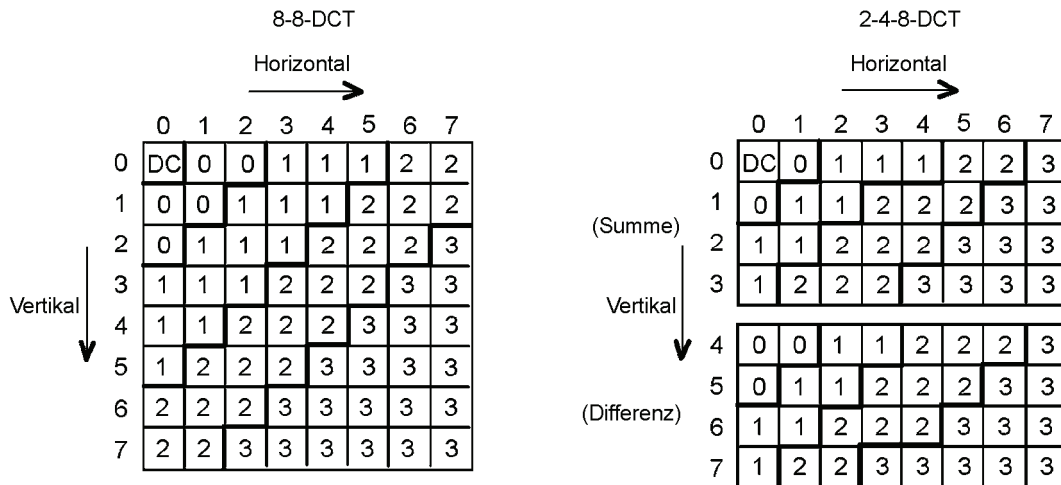 8-8-DCT
Horizontal
0 1 2 3 4 5 6 7
0 DC 0 0 1 1 1 2 2
1 0 0 1 1 1 2 2 2
2 0 1 1 1 2 2 2 3
3 1 1 1 2 2 2 3 3
4 1 1 2 2 2 3 3 3
5 1 2 2 2 3 3 3 3
6 2 2 2 3 3 3 3 3
7 2 2 3 3 3 3 3 3
Vertikal
2-4-8-DCT
Horizontal
0 1 2 3 4 5 6 7
0 DC 0 1 1 1 2 2 3
1 0 1 1 2 2 2 3 3
2 1 1 2 2 2 3 3 3
3 1 2 2 2 3 3 3 3
4 0 0 1 1 2 2 2 3
5 0 1 1 2 2 2 3 3
6 1 1 2 2 2 3 3 3
7 1 2 2 3 3 3 3 3
(Summe)
Vertikal
(Differenz)